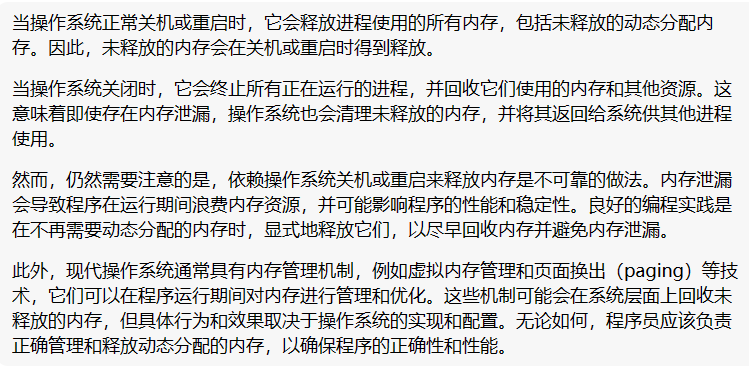 当操作系统正常关机或重启时，它会释放进程使用的所有内存，包括未释放的动态分配内
存。因此，未释放的内存会在关机或重启时得到释放。
当操作系统关闭时，它会终止所有正在运行的进程，并回收它们使用的内存和其他资源。这
意味着即使存在内存泄漏，操作系统也会清理未释放的内存，并将其返回给系统供其他进程
使用。
然而，仍然需要注意的是，依赖操作系统关机或重启来释放内存是不可靠的做法。内存泄漏
会导致程序在运行期间浪费内存资源，并可能影响程序的性能和稳定性。良好的编程实践是
在不再需要动态分配的内存时，显式地释放它们，以尽早回收内存并避免内存泄漏。
此外，现代操作系统通常具有内存管理机制，例如虚拟内存管理和页面换出（paging）等技
术，它们可以在程序运行期间对内存进行管理和优化。这些机制可能会在系统层面上回收未
释放的内存，但具体行为和效果取决于操作系统的实现和配置。无论如何，程序员应该负责
正确管理和释放动态分配的内存，以确保程序的正确性和性能。